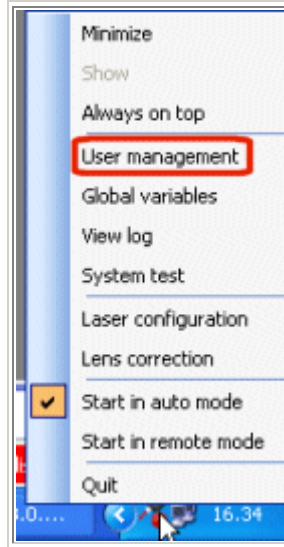 Minimize
Show
Always on top
User management
Global variables
View log
System test
Laser configuration
Lens correction
Start in auto mode
Start in remote mode
Quit
.0.... 16.34